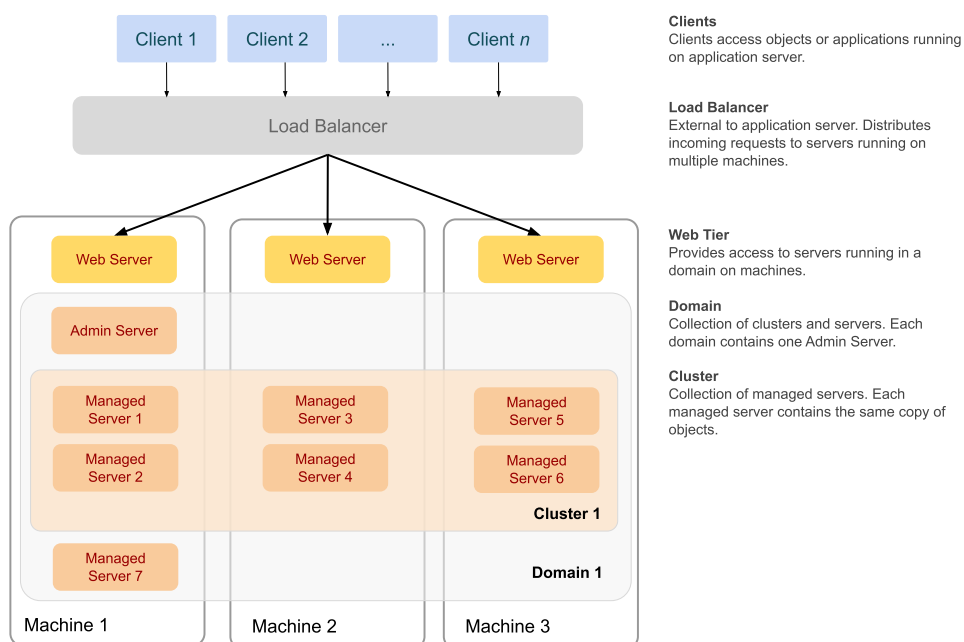 Client 1
Client 2
...
Client n
Load Balancer
Web Server
Web Server
Web Server
Admin Server
Managed
Server 1
Managed
Server 3
Managed
Server 5
Managed
Server 2
Managed
Server 4
Managed
Server 6
Cluster 1
Managed
Server 7
Domain 1
Machine 1
Machine 2
Machine 3
Clients
Clients access objects or applications running
on application server.
Load Balancer
External to application server. Distributes
incoming requests to servers running on
multiple machines.
Web Tier
Provides access to servers running in a
domain on machines.
Domain
Collection of clusters and servers. Each
domain contains one Admin Server.
Cluster
Collection of managed servers. Each
managed server contains the same copy of
objects.